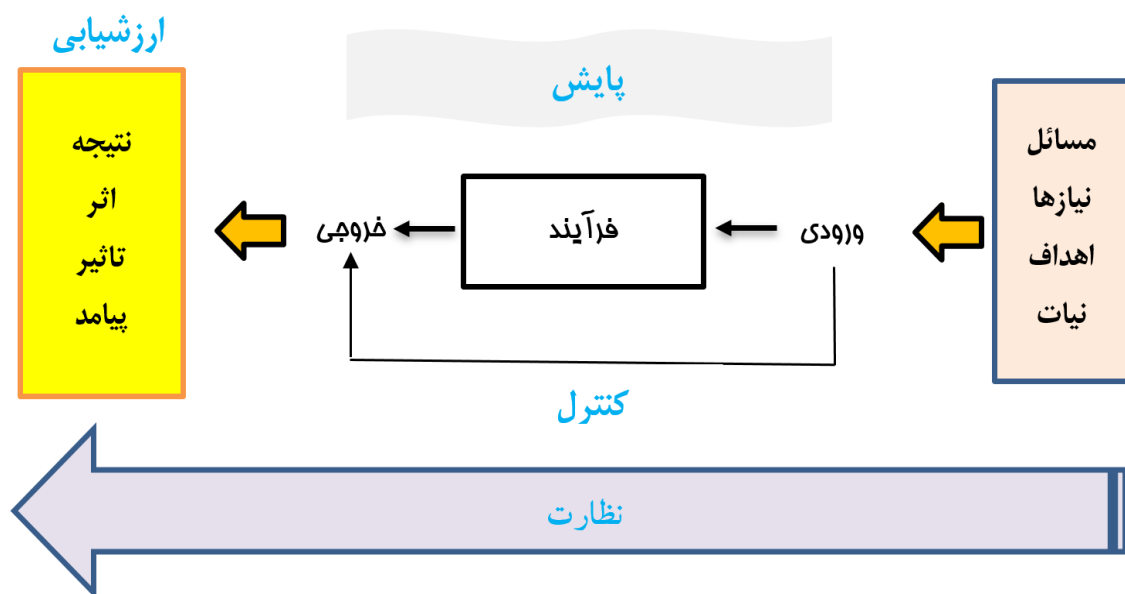 ارزشیابی
پایش
مسائل
نیازها
اهداف
نیات
ورودی
فرآیند
خروجی
نتیجه
اثر
تاثیر
پیامد
کنترل
نظارت